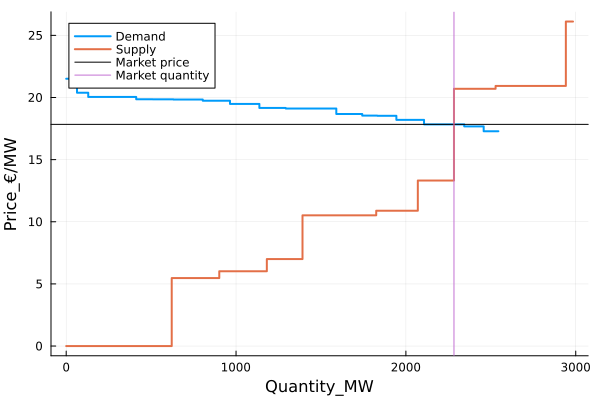 Demand
Supply
Market price
Market quantity
25
20
15
10
5
0
Price_€/MW
0 1000 2000 3000
Quantity_MW